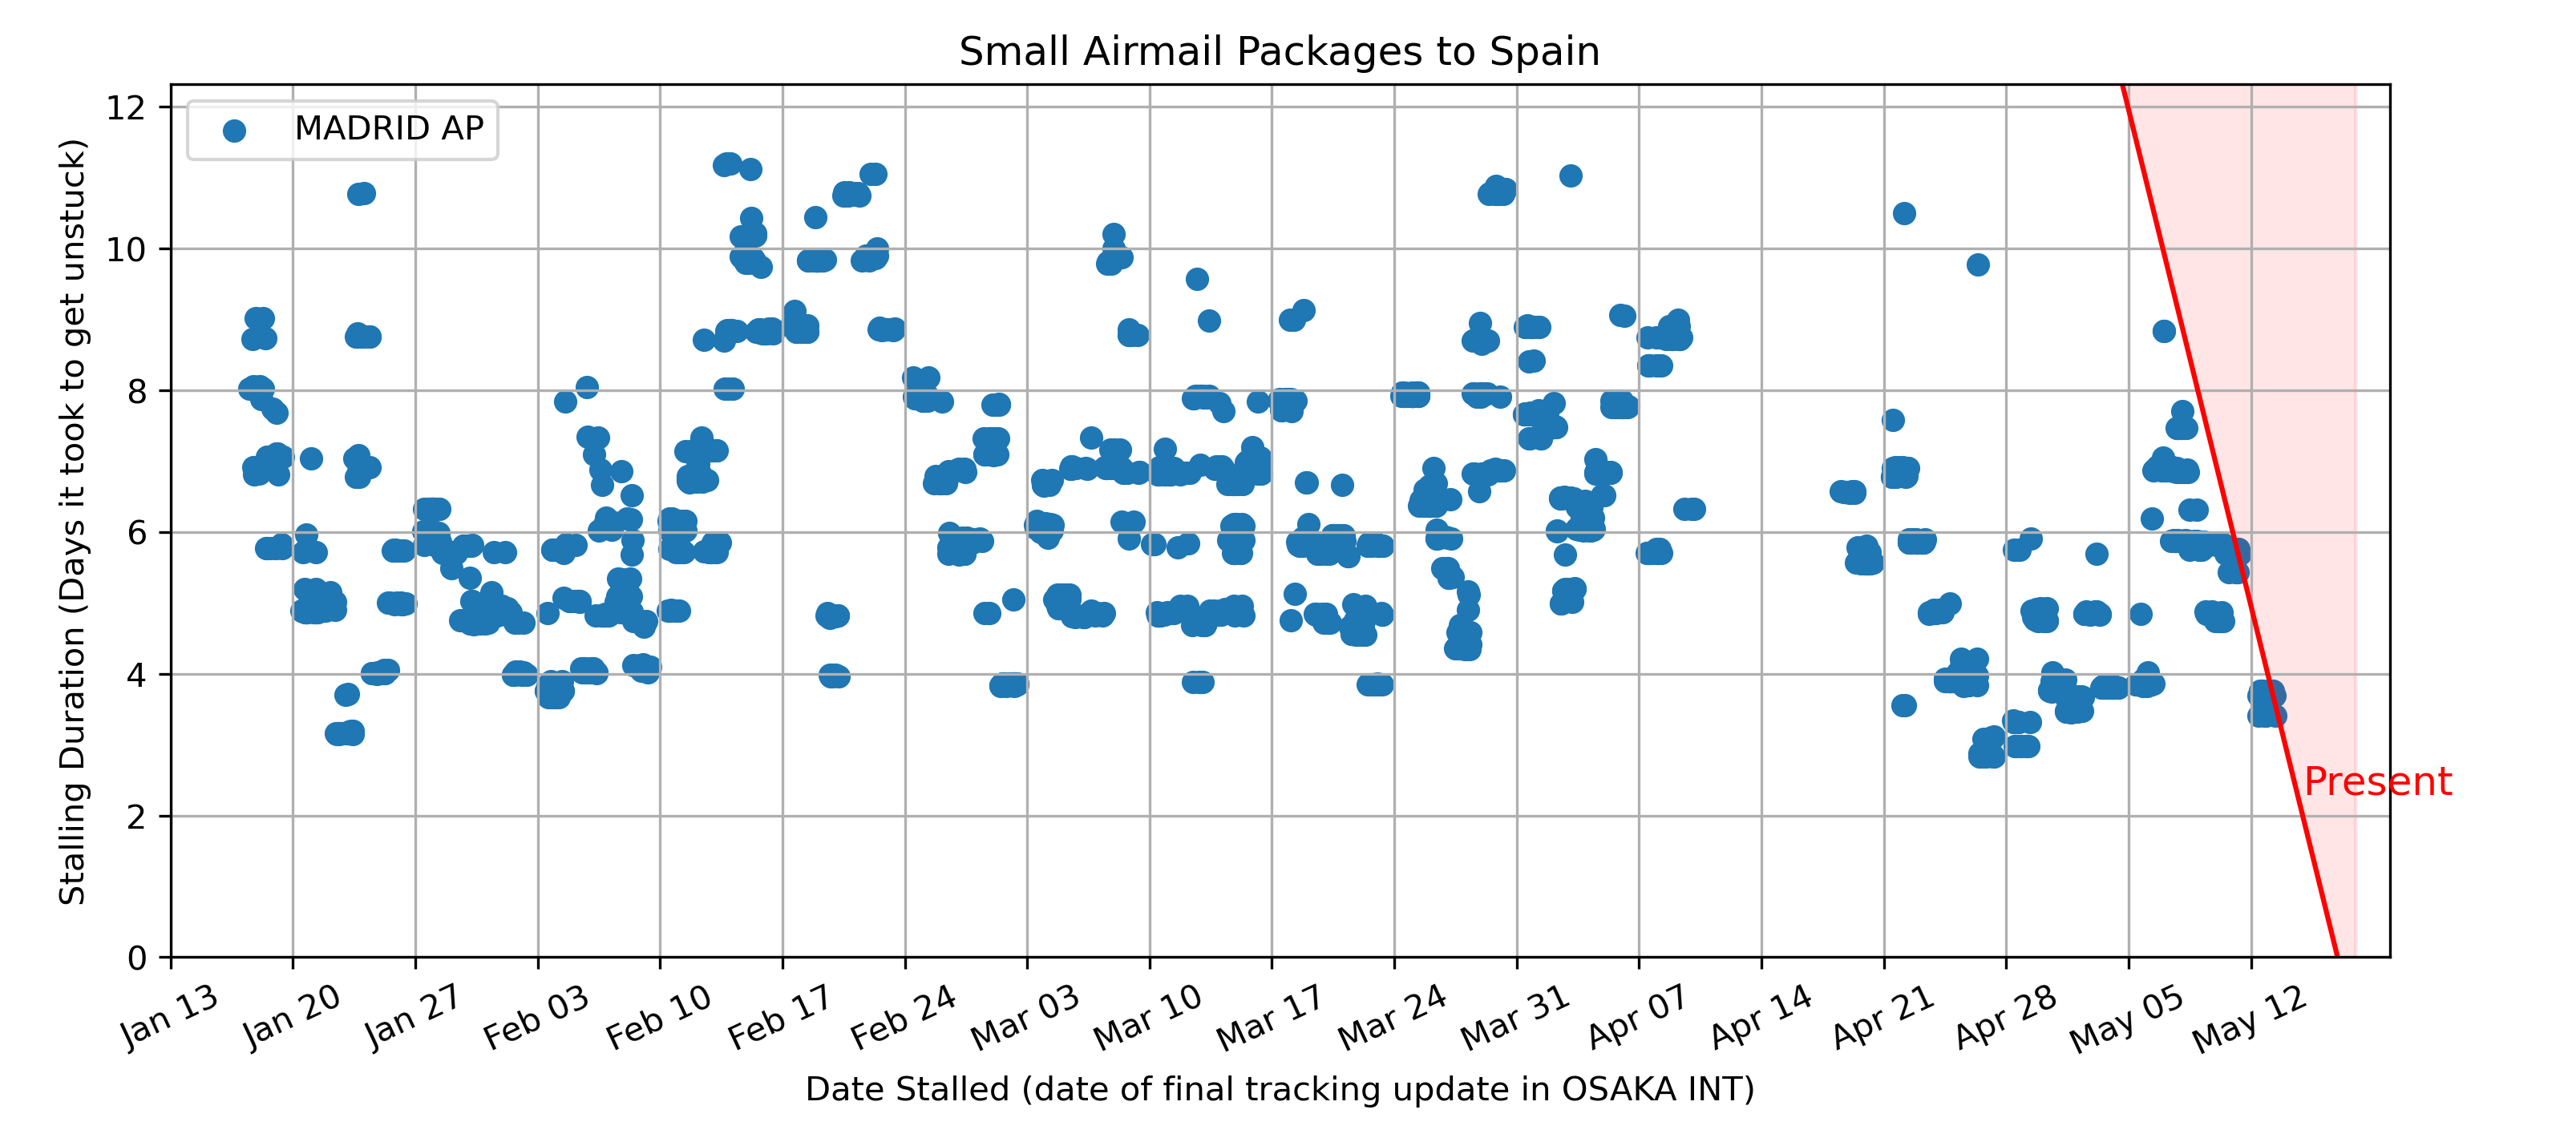 Small Airmail Packages to Spain
MADRID AP
Stalling Duration (Days it took to get unstuck)
12
10
8
6
4
2
0
Present
Jan 13
Jan 20
Jan 27
Feb 03
Feb 10
Feb 17
Feb 24
Mar 03
Mar 10
Mar 17
Mar 24
Mar 31
Apr 07
Apr 14
Apr 21
Apr 28
May 05
May 12
Date Stalled (date of final tracking update in OSAKA INT)